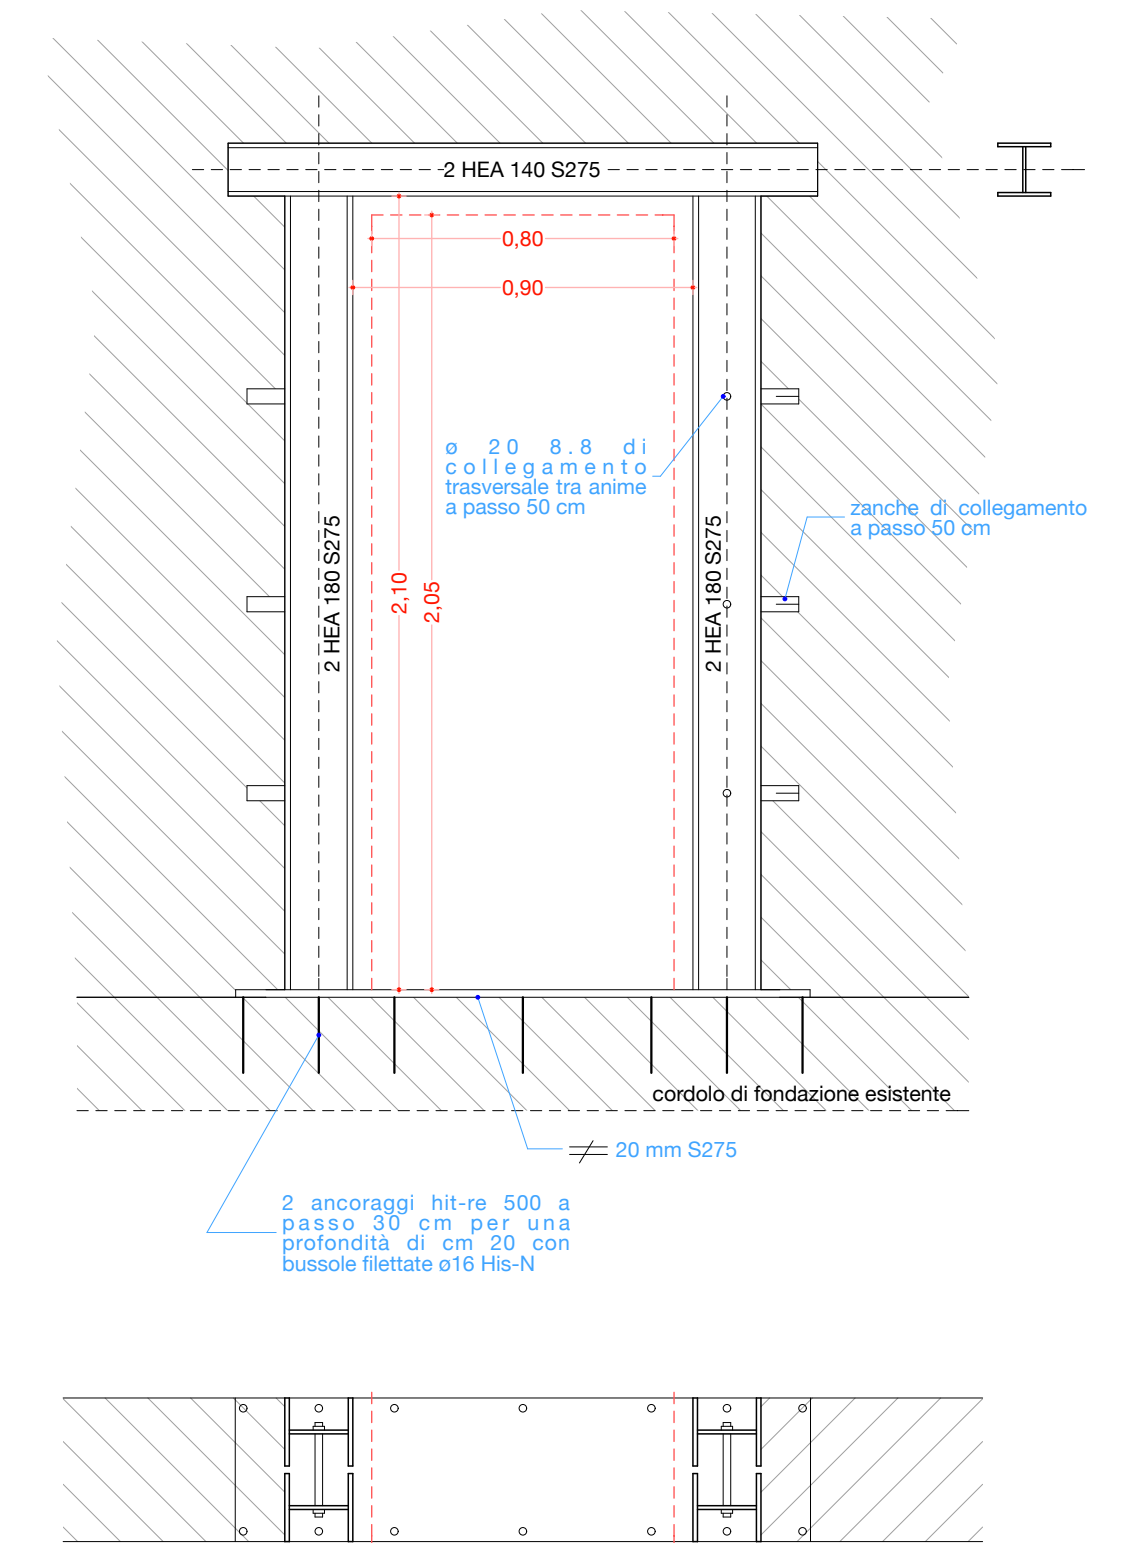 2 HEA 140 S275
0,80
0,90
ø 20 8.8 di
collegamento
trasversale tra anime
a passo 50 cm
zanche di collegamento
a passo 50 cm
2 HEA 180 S275
2,10
2,05
2 HEA 180 S275
cordolo di fondazione esistente
20 mm S275
2 ancoraggi hit-re 500 a
passo 30 cm per una
profondità di cm 20 con
bussole filettate ø16 His-N